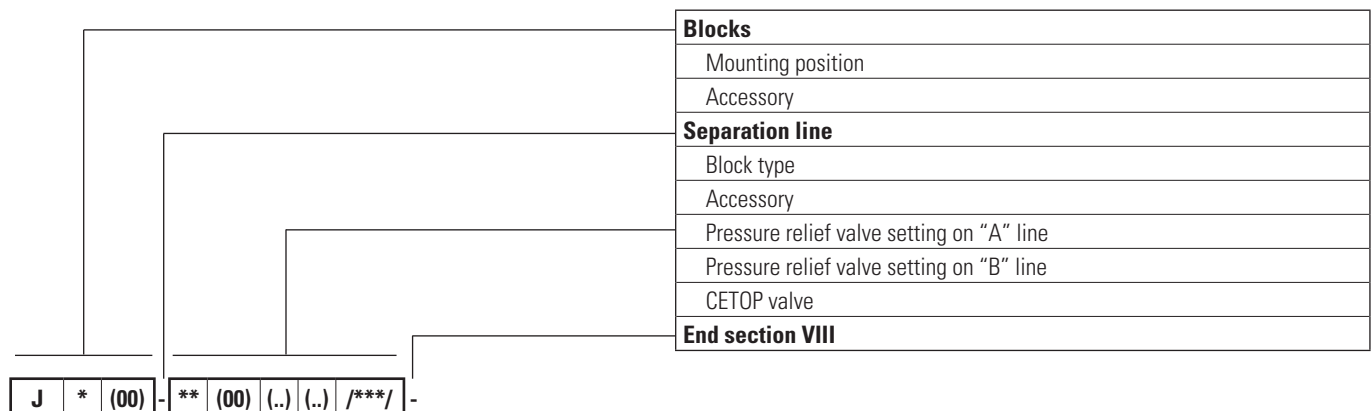 Blocks
Mounting position
Accessory
Separation line
Block type
Accessory
Pressure relief valve setting on “A” line
Pressure relief valve setting on “B” line
CETOP valve
End section VIII
J * (00) - ** (00) (..) (..) /***/ -